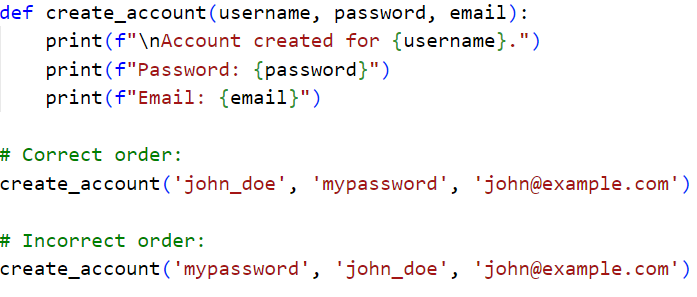 def create_account(username, password, email):
    print(f"\nAccount created for {username}.")
    print(f"Password: {password}")
    print(f"Email: {email}")

# Correct order:
create_account('john_doe', 'mypassword', 'john@example.com')

# Incorrect order:
create_account('mypassword', 'john_doe', 'john@example.com')